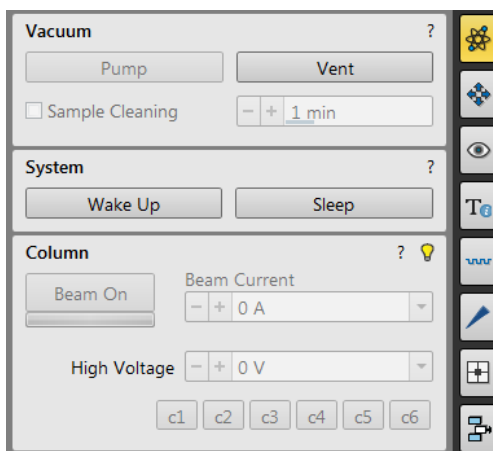 Vacuum ?
Pump Vent
Sample Cleaning - + 1 min
System ?
Wake Up Sleep
Column ?
Beam On
Beam Current
- + 0 A
High Voltage - + 0 V
c1 c2 c3 c4 c5 c6
T i